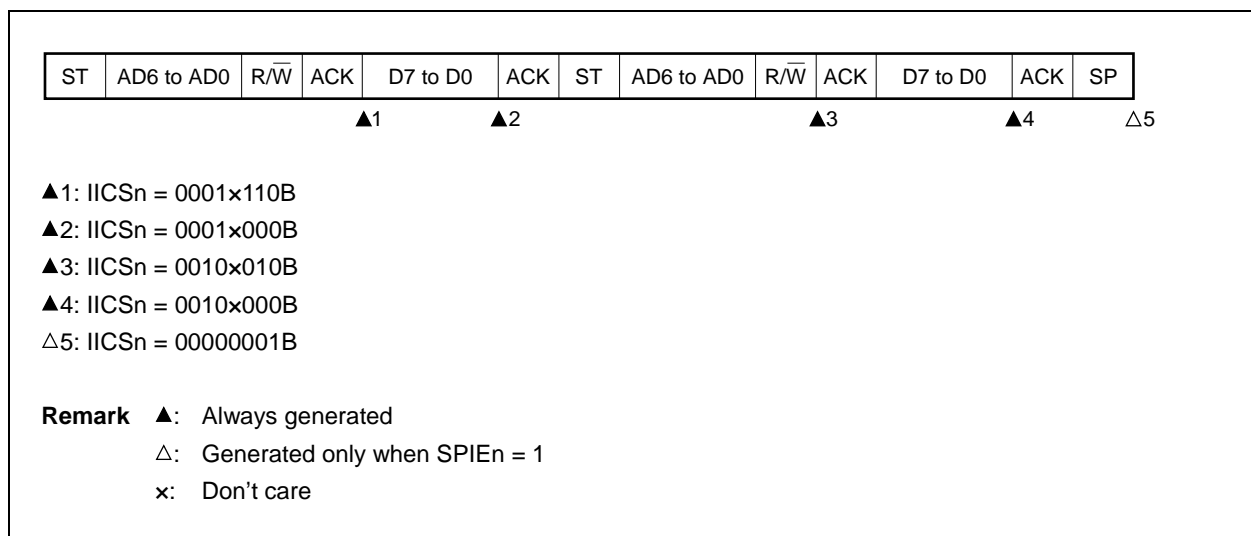 ST AD6 to AD0 R/W̅ ACK D7 to D0 ACK ST AD6 to AD0 R/W̅ ACK D7 to D0 ACK SP
▲1 ▲2 ▲3 ▲4 △5
▲1: IICSn = 0001×110B
▲2: IICSn = 0001×000B
▲3: IICSn = 0010×010B
▲4: IICSn = 0010×000B
△5: IICSn = 00000001B
Remark ▲: Always generated
△: Generated only when SPIEn = 1
×: Don't care